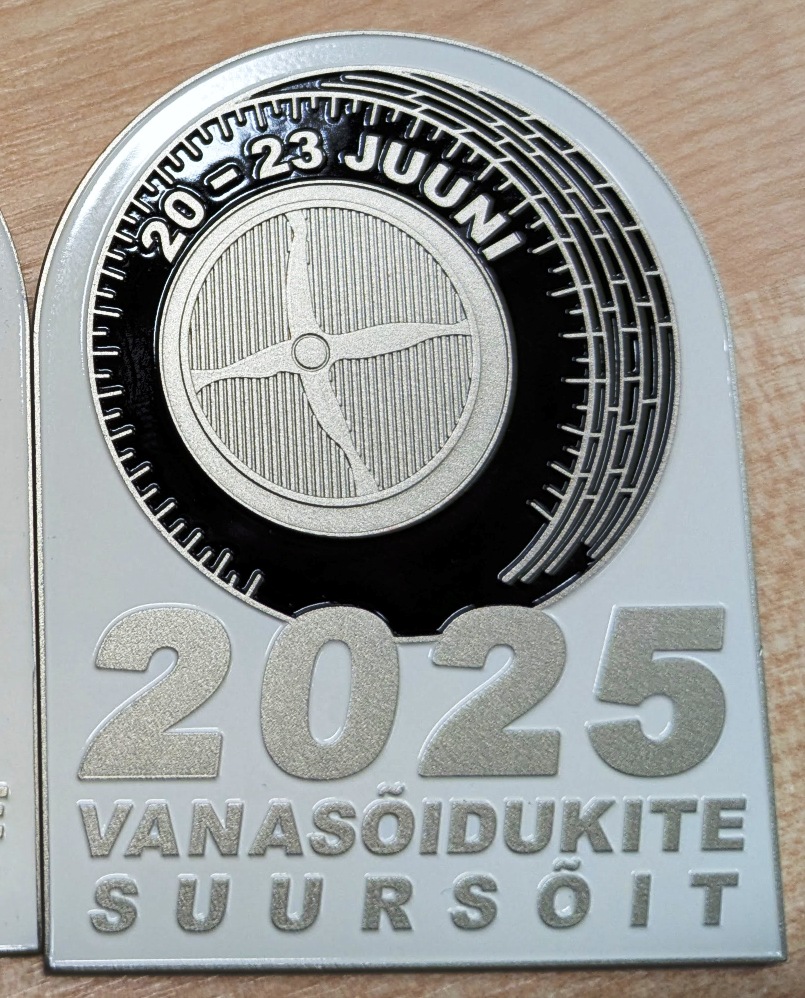 20 – 23 JUUNI
2025
VANASÕIDUKITE
SUURSÕIT